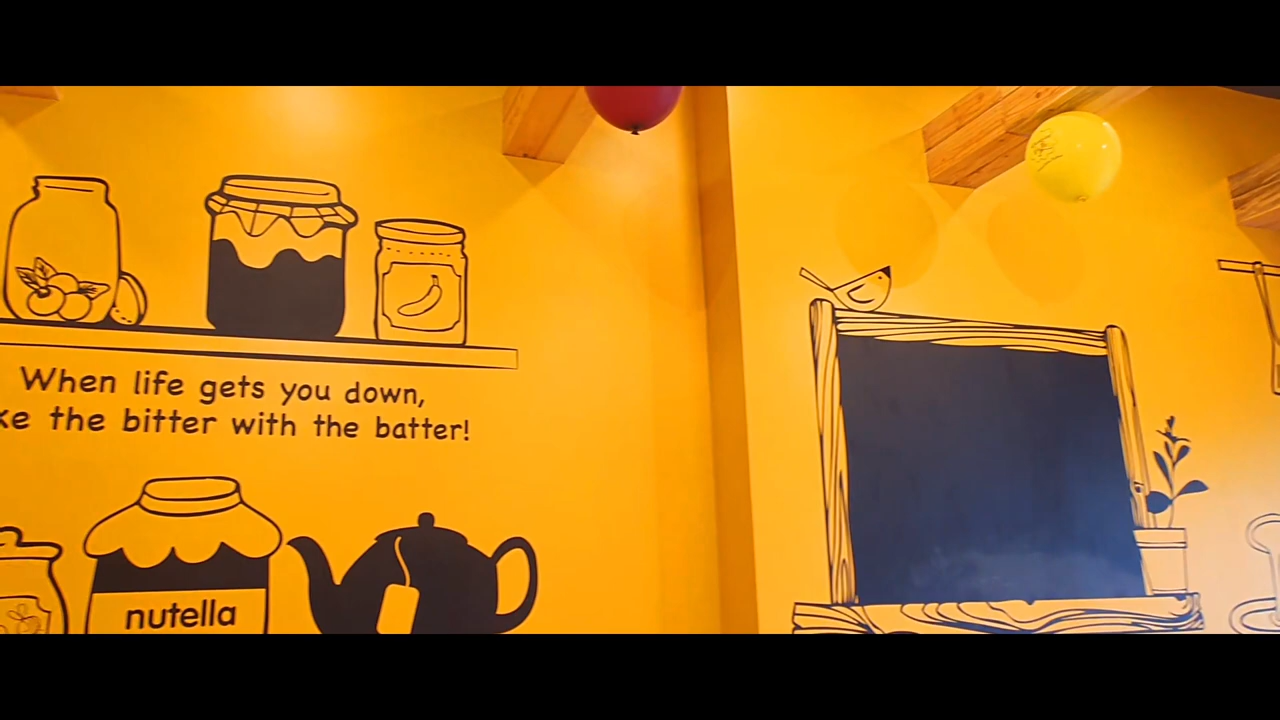 When life gets you down,
ke the bitter with the batter!
nutella